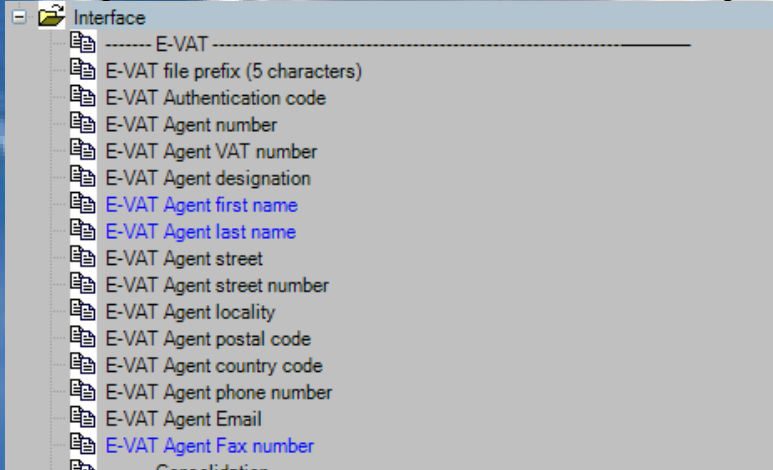 Interface
------- E-VAT ----------------------------------------------------------------------
E-VAT file prefix (5 characters)
E-VAT Authentication code
E-VAT Agent number
E-VAT Agent VAT number
E-VAT Agent designation
E-VAT Agent first name
E-VAT Agent last name
E-VAT Agent street
E-VAT Agent street number
E-VAT Agent locality
E-VAT Agent postal code
E-VAT Agent country code
E-VAT Agent phone number
E-VAT Agent Email
E-VAT Agent Fax number
Consolidation